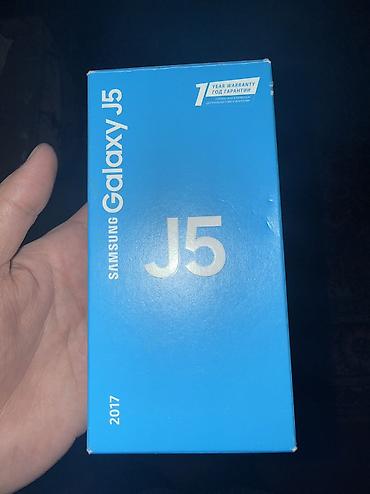 1 YEAR WARRANTY
ГОД ГАРАНТИИ
SAMSUNG Galaxy J5
J5
2017